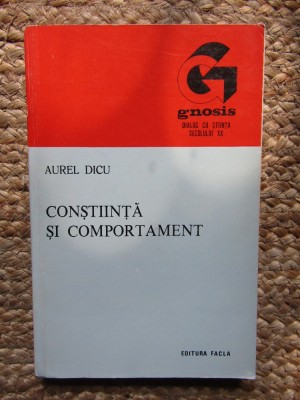 G
gnosis
DIALOG CU ȘTIINȚA
SECOLULUI XX
AUREL DICU
CONȘTIINȚĂ
ȘI COMPORTAMENT
EDITURA FACLA